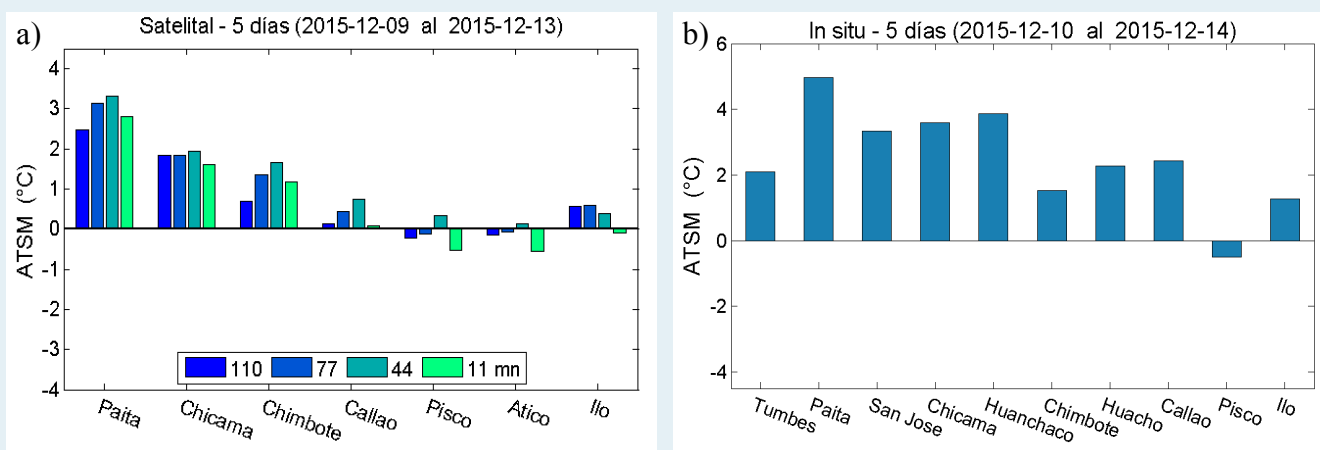 a)
Satelital - 5 días (2015-12-09 al 2015-12-13)
ATSM (°C)
4
3
2
1
0
-1
-2
-3
-4
110 77 44 11 mn
Paita Chicama Chimbote Callao Pisco Atico Ilo
b)
In situ - 5 días (2015-12-10 al 2015-12-14)
ATSM (°C)
6
4
2
0
-2
-4
Tumbes Paita San Jose Chicama Huanchaco Chimbote Huacho Callao Pisco Ilo